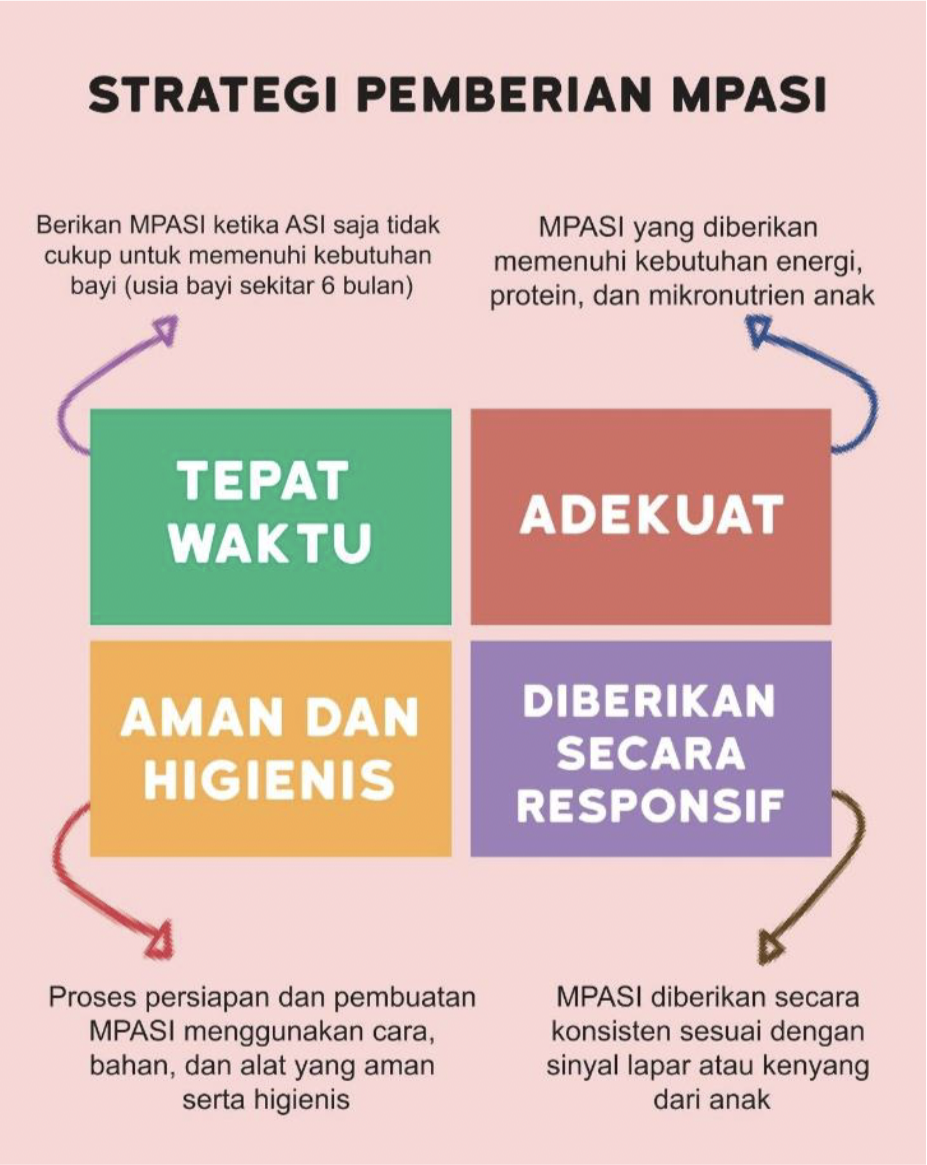 STRATEGI PEMBERIAN MPASI
Berikan MPASI ketika ASI saja tidak
cukup untuk memenuhi kebutuhan
bayi (usia bayi sekitar 6 bulan)
MPASI yang diberikan
memenuhi kebutuhan energi,
protein, dan mikronutrien anak
TEPAT
WAKTU
ADEKUAT
AMAN DAN
HIGIENIS
DIBERIKAN
SECARA
RESPONSIF
Proses persiapan dan pembuatan
MPASI menggunakan cara,
bahan, dan alat yang aman
serta higienis
MPASI diberikan secara
konsisten sesuai dengan
sinyal lapar atau kenyang
dari anak